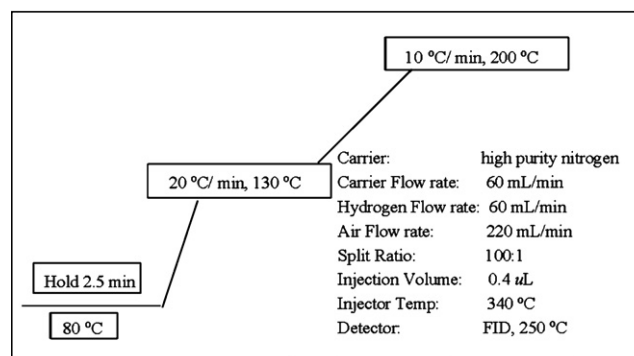 10 ºC/ min, 200 ºC
20 ºC/ min, 130 ºC
Carrier: high purity nitrogen
Carrier Flow rate: 60 mL/min
Hydrogen Flow rate: 60 mL/min
Air Flow rate: 220 mL/min
Split Ratio: 100:1
Injection Volume: 0.4 uL
Injector Temp: 340 ºC
Detector: FID, 250 ºC
Hold 2.5 min
80 ºC